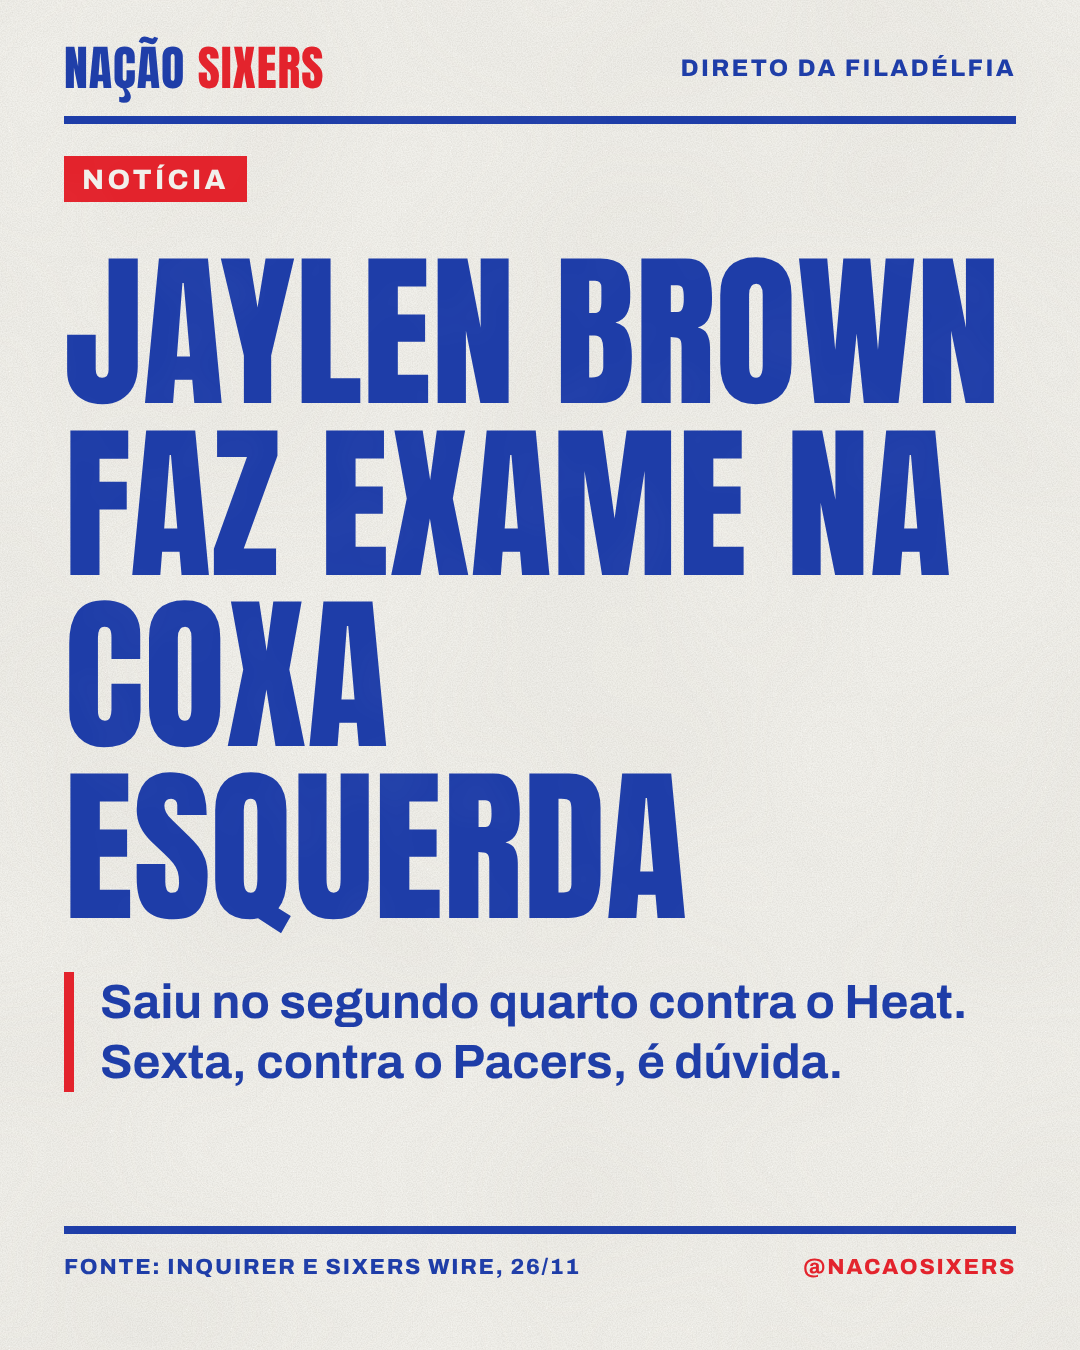 NAÇÃO SIXERS
DIRETO DA FILADÉLFIA
NOTÍCIA
JAYLEN BROWN
FAZ EXAME NA
COXA
ESQUERDA
Saiu no segundo quarto contra o Heat.
Sexta, contra o Pacers, é dúvida.
FONTE: INQUIRER E SIXERS WIRE, 26/11
@NACAOSIXERS